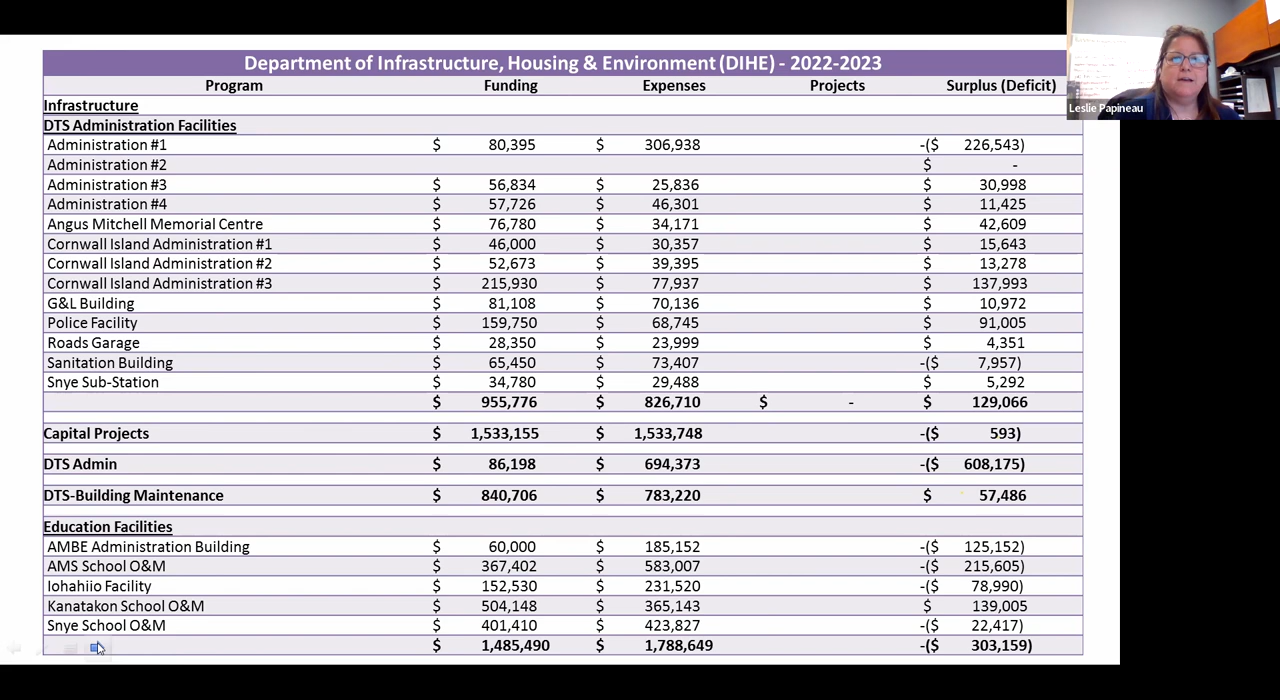 Department of Infrastructure, Housing & Environment (DIHE) - 2022-2023
Program Funding Expenses Projects Surplus (Deficit)
Leslie Papineau
Infrastructure
DTS Administration Facilities
Administration #1 $ 80,395 $ 306,938 -($ 226,543)
Administration #2 $ -
Administration #3 $ 56,834 $ 25,836 $ 30,998
Administration #4 $ 57,726 $ 46,301 $ 11,425
Angus Mitchell Memorial Centre $ 76,780 $ 34,171 $ 42,609
Cornwall Island Administration #1 $ 46,000 $ 30,357 $ 15,643
Cornwall Island Administration #2 $ 52,673 $ 39,395 $ 13,278
Cornwall Island Administration #3 $ 215,930 $ 77,937 $ 137,993
G&L Building $ 81,108 $ 70,136 $ 10,972
Police Facility $ 159,750 $ 68,745 $ 91,005
Roads Garage $ 28,350 $ 23,999 $ 4,351
Sanitation Building $ 65,450 $ 73,407 -($ 7,957)
Snye Sub-Station $ 34,780 $ 29,488 $ 5,292
$ 955,776 $ 826,710 $ - $ 129,066
Capital Projects $ 1,533,155 $ 1,533,748 -($ 593)
DTS Admin $ 86,198 $ 694,373 -($ 608,175)
DTS-Building Maintenance $ 840,706 $ 783,220 $ 57,486
Education Facilities
AMBE Administration Building $ 60,000 $ 185,152 -($ 125,152)
AMS School O&M $ 367,402 $ 583,007 -($ 215,605)
Iohahiio Facility $ 152,530 $ 231,520 -($ 78,990)
Kanatakon School O&M $ 504,148 $ 365,143 $ 139,005
Snye School O&M $ 401,410 $ 423,827 -($ 22,417)
$ 1,485,490 $ 1,788,649 -($ 303,159)